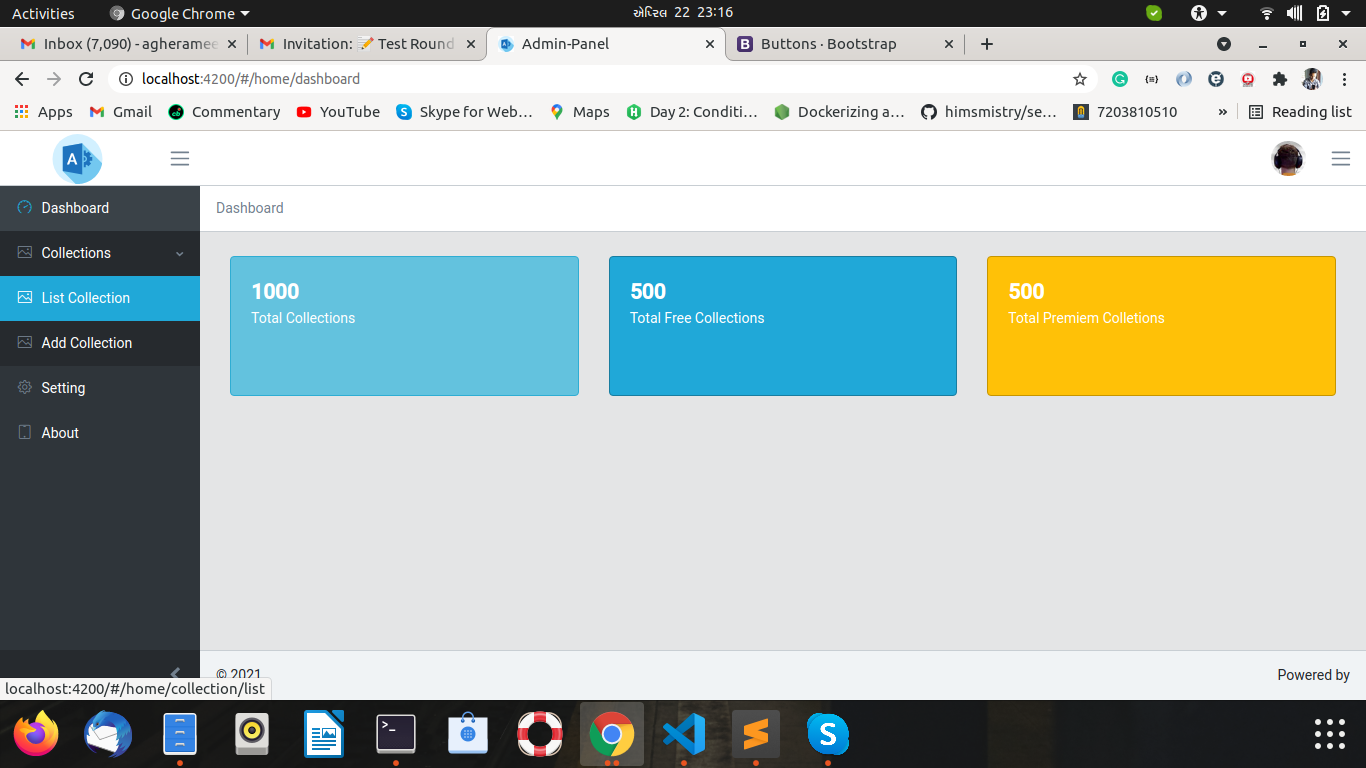 Activities Google Chrome એપ્રિલ 22 23:16
Inbox (7,090) - agheramee Invitation: 📝 Test Round Admin-Panel B Buttons · Bootstrap
localhost:4200/#/home/dashboard
Apps Gmail Commentary YouTube Skype for Web… Maps Day 2: Conditi… Dockerizing a… himsmistry/se… 7203810510 » Reading list
A
Dashboard
Collections
List Collection
Add Collection
Setting
About
Dashboard
1000
Total Collections
500
Total Free Collections
500
Total Premiem Colletions
© 2021
Powered by
localhost:4200/#/home/collection/list